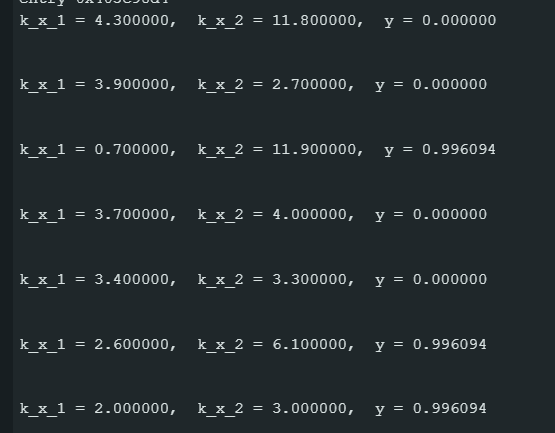 k_x_1 = 4.300000,  k_x_2 = 11.800000,  y = 0.000000
k_x_1 = 3.900000,  k_x_2 = 2.700000,  y = 0.000000
k_x_1 = 0.700000,  k_x_2 = 11.900000,  y = 0.996094
k_x_1 = 3.700000,  k_x_2 = 4.000000,  y = 0.000000
k_x_1 = 3.400000,  k_x_2 = 3.300000,  y = 0.000000
k_x_1 = 2.600000,  k_x_2 = 6.100000,  y = 0.996094
k_x_1 = 2.000000,  k_x_2 = 3.000000,  y = 0.996094